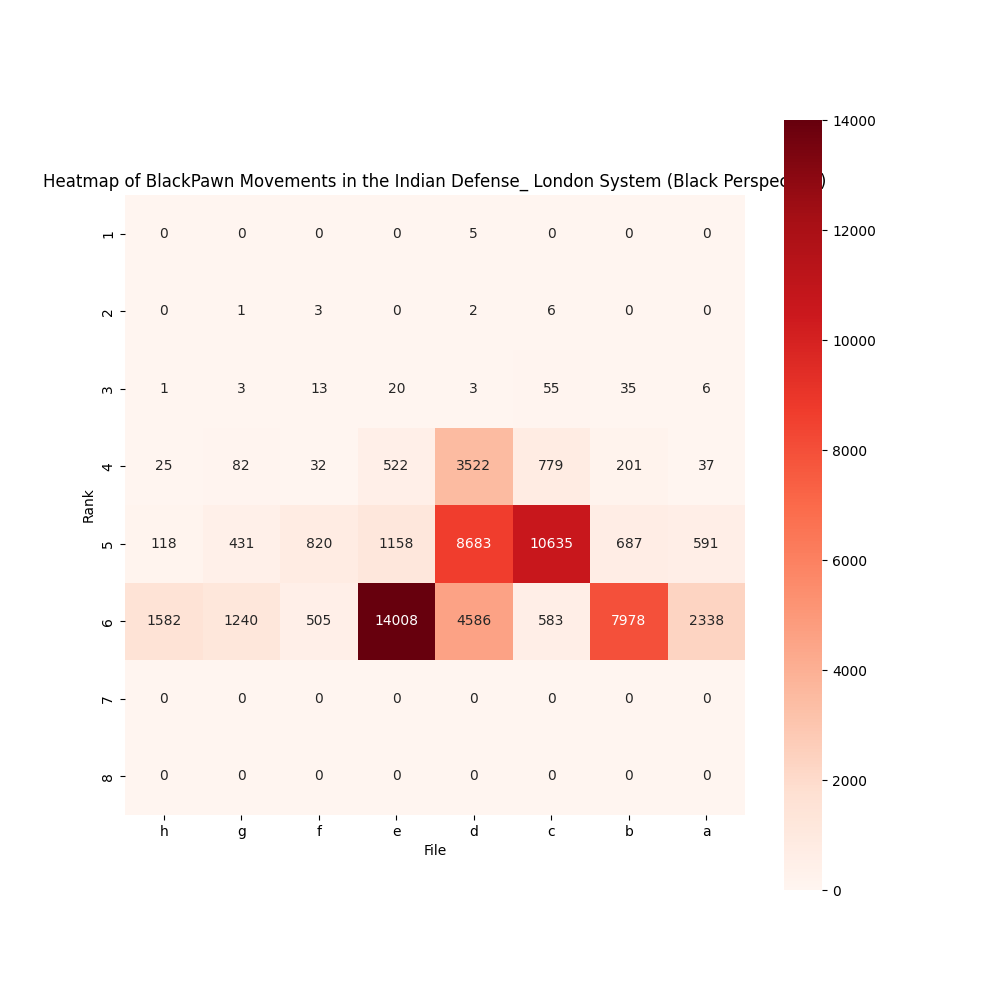 14000
Heatmap of BlackPawn Movements in the Indian Defense_ London System (Black Perspec )
12000
10000
8000
6000
4000
2000
0
Rank
1 0 0 0 0 5 0 0 0
2 0 1 3 0 2 6 0 0
3 1 3 13 20 3 55 35 6
4 25 82 32 522 3522 779 201 37
5 118 431 820 1158 8683 10635 687 591
6 1582 1240 505 14008 4586 583 7978 2338
7 0 0 0 0 0 0 0 0
8 0 0 0 0 0 0 0 0
h g f e d c b a
File